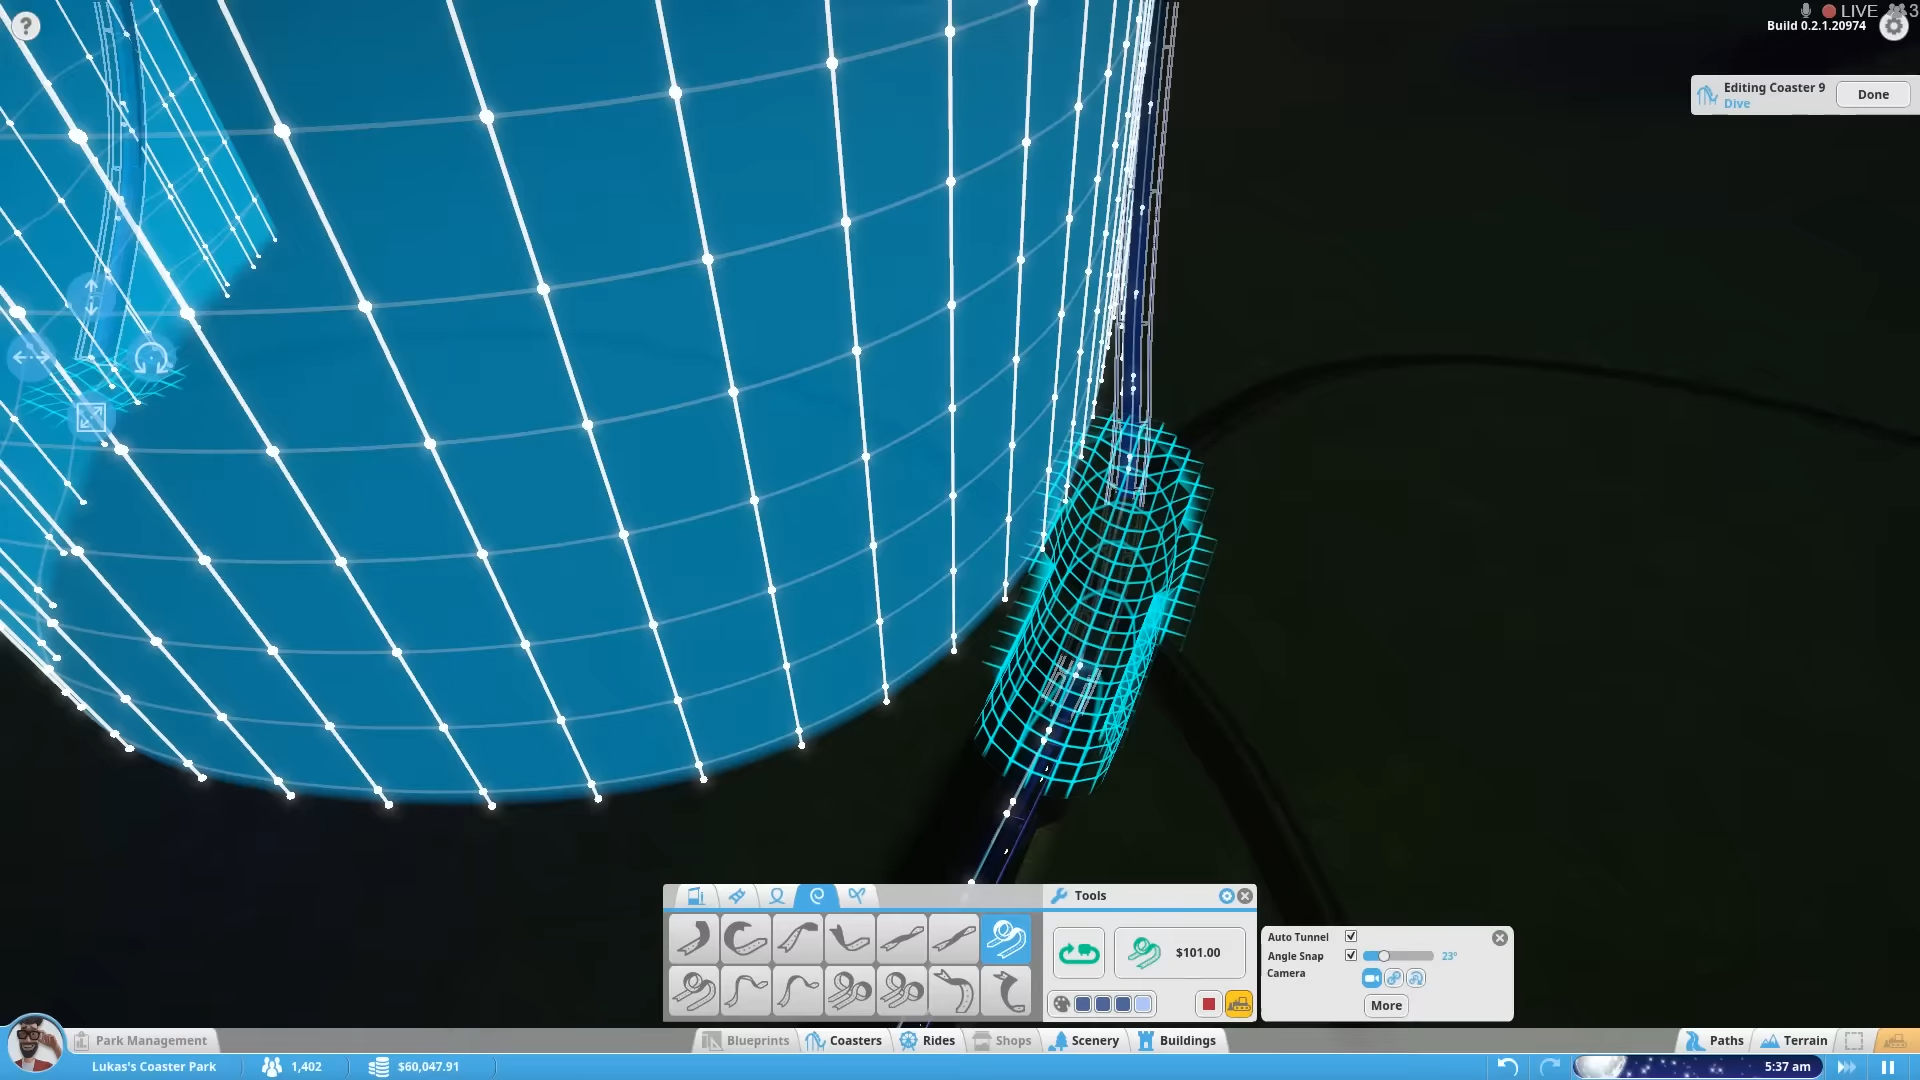 ?
LIVE 3
Build 0.2.1.20974
Editing Coaster 9
Dive
Done
Tools
$101.00
Auto Tunnel
Angle Snap
23°
Camera
More
Park Management
Blueprints
Coasters
Rides
Shops
Scenery
Buildings
Paths
Terrain
Lukas's Coaster Park
1,402
$60,047.91
5:37 am